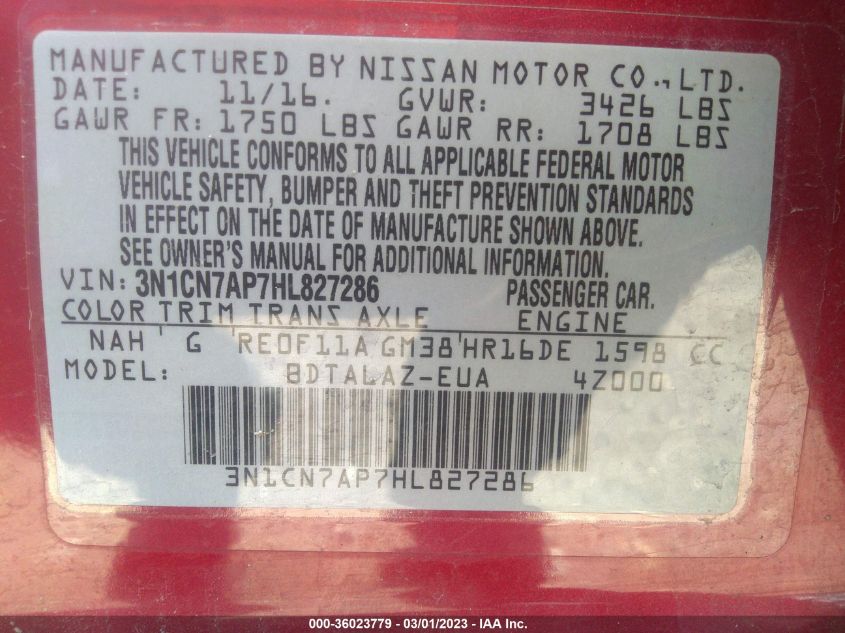 MANUFACTURED BY NISSAN MOTOR CO., LTD.
DATE: 11/16. GVWR: 3426 LBS
GAWR FR: 1750 LBS GAWR RR: 1708 LBS
THIS VEHICLE CONFORMS TO ALL APPLICABLE FEDERAL MOTOR
VEHICLE SAFETY, BUMPER AND THEFT PREVENTION STANDARDS
IN EFFECT ON THE DATE OF MANUFACTURE SHOWN ABOVE.
SEE OWNER'S MANUAL FOR ADDITIONAL INFORMATION.
VIN: 3N1CN7AP7HL827286 PASSENGER CAR.
COLOR TRIM TRANS AXLE ENGINE
NAH G RE0F11A GM38 HR16DE 1598 CC
MODEL: BDTALAZ-EUA 4Z000
3N1CN7AP7HL827286
000-36023779 - 03/01/2023 - IAA Inc.